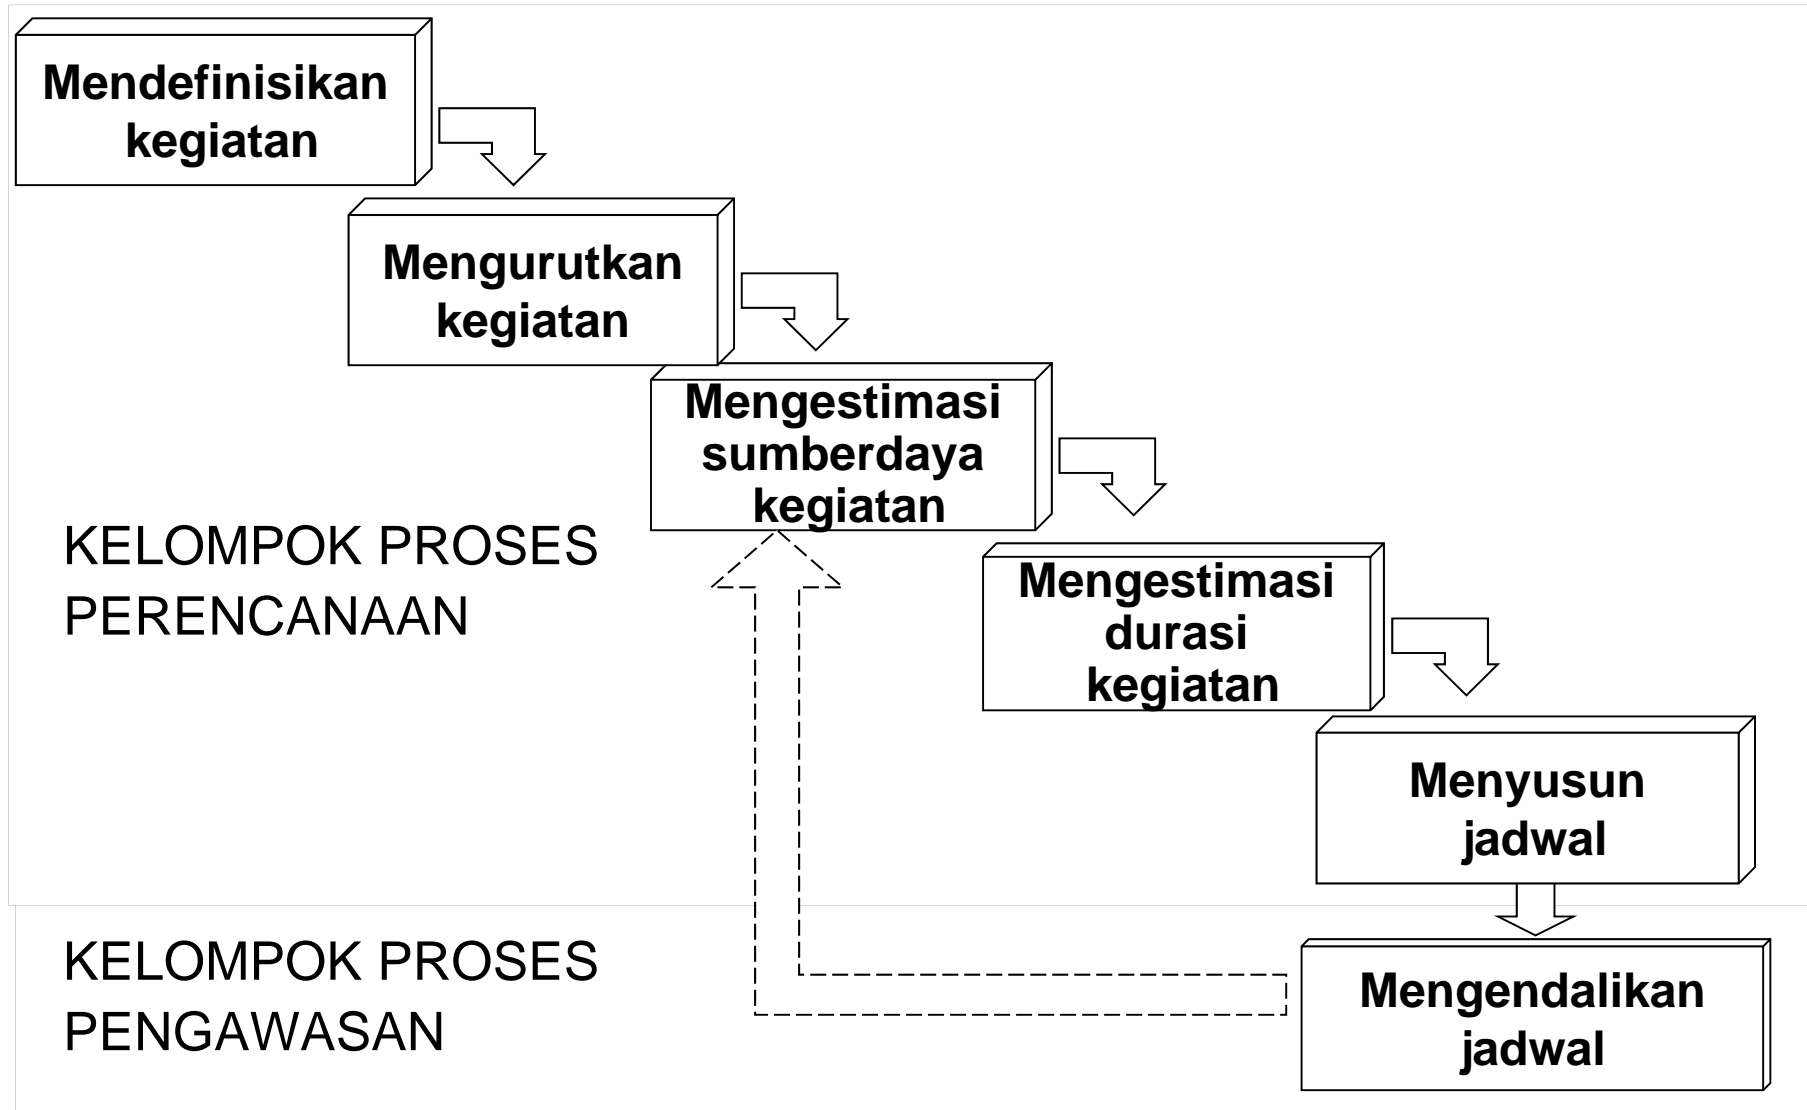 Mendefinisikan
kegiatan
Mengurutkan
kegiatan
Mengestimasi
sumberdaya
kegiatan
KELOMPOK PROSES
PERENCANAAN
Mengestimasi
durasi
kegiatan
Menyusun
jadwal
KELOMPOK PROSES
PENGAWASAN
Mengendalikan
jadwal